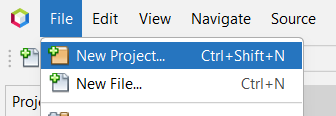 File Edit View Navigate Source
New Project... Ctrl+Shift+N
New File... Ctrl+N